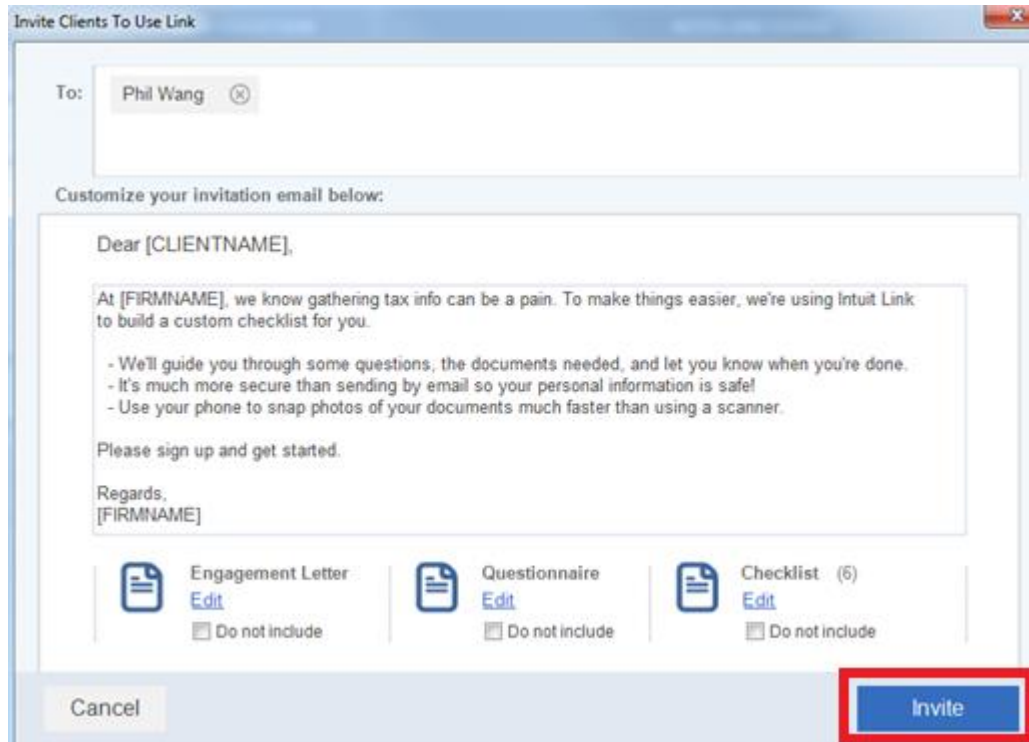 Invite Clients To Use Link
To: Phil Wang
Customize your invitation email below:
Dear [CLIENTNAME],
At [FIRMNAME], we know gathering tax info can be a pain. To make things easier, we're using Intuit Link
to build a custom checklist for you.
- We'll guide you through some questions, the documents needed, and let you know when you're done.
- It's much more secure than sending by email so your personal information is safe!
- Use your phone to snap photos of your documents much faster than using a scanner.
Please sign up and get started.
Regards,
[FIRMNAME]
Engagement Letter Questionnaire Checklist (6)
Edit Edit Edit
Do not include Do not include Do not include
Cancel Invite